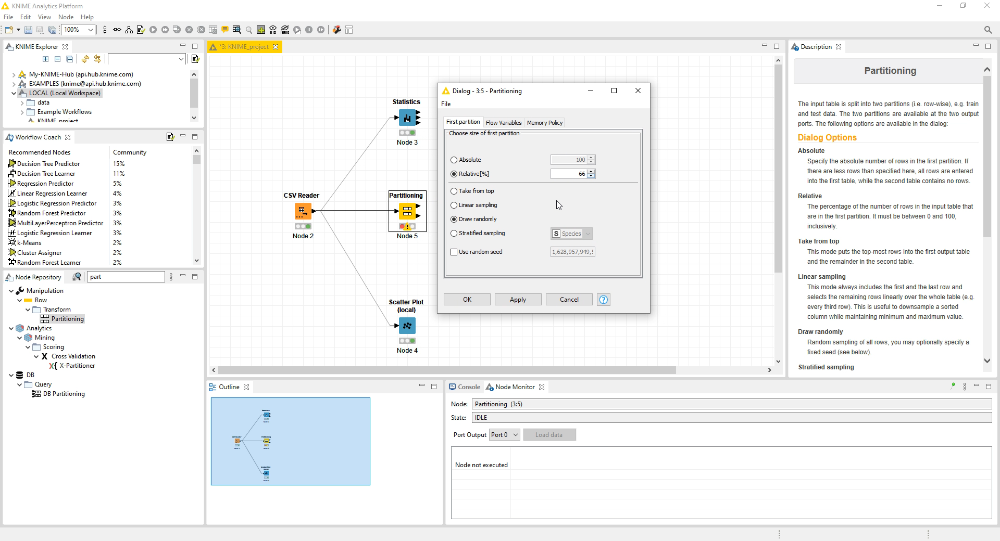 KNIME Analytics Platform
File Edit View Node Help
100%
#ID
NAME
KNIME Explorer
My-KNIME-Hub (api.hub.knime.com)
EXAMPLES (knime@api.hub.knime.com)
LOCAL (Local Workspace)
data
Example Workflows
KNIME_project
Workflow Coach
Recommended Nodes Community
Decision Tree Predictor 15%
Decision Tree Learner 11%
Regression Predictor 5%
Linear Regression Learner 4%
Logistic Regression Predictor 3%
Random Forest Predictor 3%
MultiLayerPerceptron Predictor 3%
Logistic Regression Learner 3%
k-Means 2%
Cluster Assigner 2%
Random Forest Learner 2%
Node Repository part
Manipulation
Row
Transform
Partitioning
Analytics
Mining
Scoring
Cross Validation
X-Partitioner
DB
Query
DB Partitioning
*3: KNIME_project
Statistics
Node 3
CSV Reader
Node 2
Partitioning
Node 5
Scatter Plot
(local)
Node 4
Dialog - 3:5 - Partitioning
File
First partition Flow Variables Memory Policy
Choose size of first partition
Absolute 100
Relative[%] 66
Take from top
Linear sampling
Draw randomly
Stratified sampling S Species
Use random seed 1,628,957,949,
OK Apply Cancel ?
Description
Partitioning
The input table is split into two partitions (i.e. row-wise), e.g. train
and test data. The two partitions are available at the two output
ports. The following options are available in the dialog:
Dialog Options
Absolute
Specify the absolute number of rows in the first partition. If
there are less rows than specified here, all rows are entered
into the first table, while the second table contains no rows.
Relative
The percentage of the number of rows in the input table that
are in the first partition. It must be between 0 and 100,
inclusively.
Take from top
This mode puts the top-most rows into the first output table
and the remainder in the second table.
Linear sampling
This mode always includes the first and the last row and
selects the remaining rows linearly over the whole table (e.g.
every third row). This is useful to downsample a sorted
column while maintaining minimum and maximum value.
Draw randomly
Random sampling of all rows, you may optionally specify a
fixed seed (see below).
Stratified sampling
Outline
Console Node Monitor
Node: Partitioning (3:5)
State: IDLE
Port Output Port 0 Load data
Node not executed